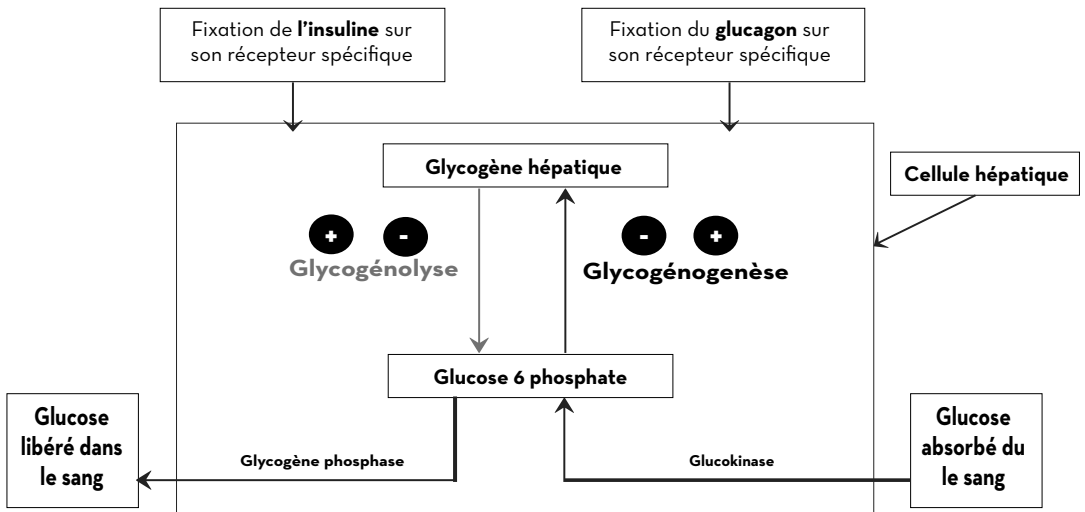 Fixation de l’insuline sur
son récepteur spécifique
Fixation du glucagon sur
son récepteur spécifique
Glycogène hépatique
Cellule hépatique
+
-
-
+
Glycogénolyse
Glycogénogenèse
Glucose 6 phosphate
Glucose
libéré dans
le sang
Glycogène phosphase
Glucokinase
Glucose
absorbé du
le sang